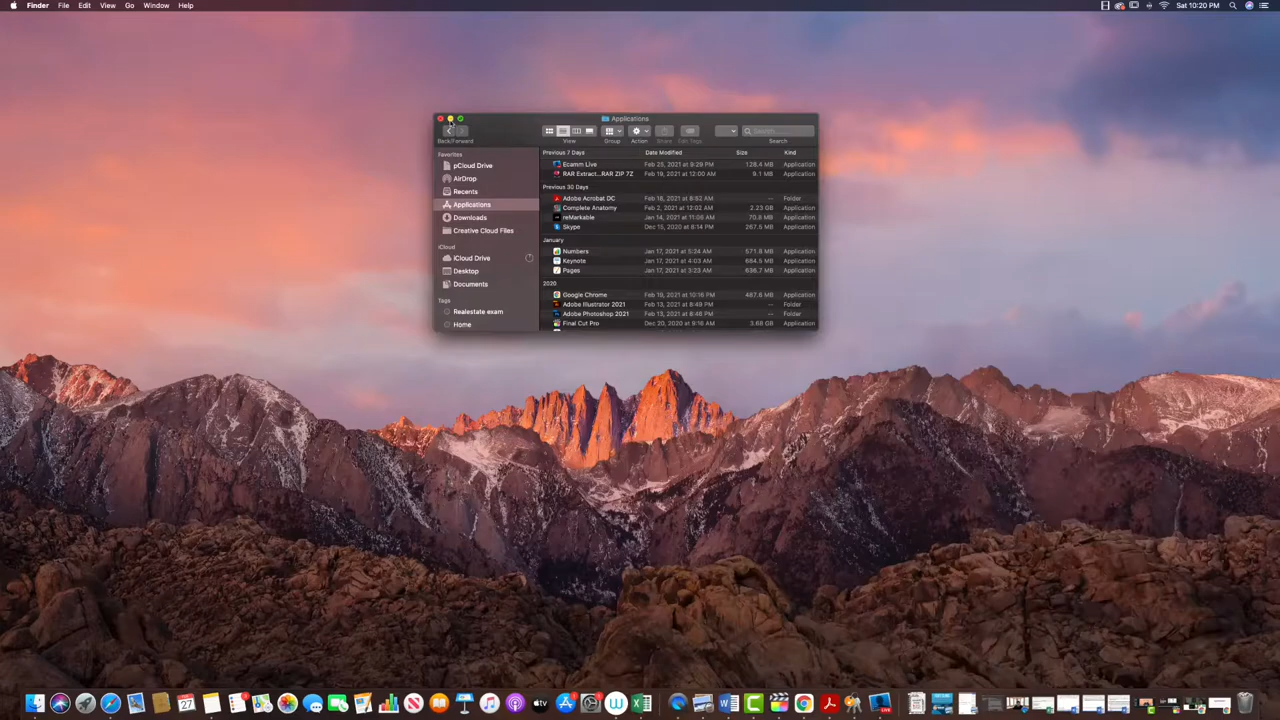 Finder File Edit View Go Window Help
Sat 10:20 PM
Applications
Back/Forward View Group Action Share Edit Tags Search
Search
Favorites
pCloud Drive
AirDrop
Recents
Applications
Downloads
Creative Cloud Files
iCloud
iCloud Drive
Desktop
Documents
Tags
Realestate exam
Home
Previous 7 Days Date Modified Size Kind
Ecamm Live Feb 25, 2021 at 9:29 PM 128.4 MB Application
RAR Extract...RAR ZIP 7Z Feb 19, 2021 at 12:00 AM 9.1 MB Application
Previous 30 Days
Adobe Acrobat DC Feb 16, 2021 at 8:52 AM -- Folder
Complete Anatomy Feb 2, 2021 at 12:02 AM 2.23 GB Application
reMarkable Jan 14, 2021 at 11:06 AM 70.8 MB Application
Skype Dec 15, 2020 at 8:14 PM 267.5 MB Application
January
Numbers Jan 17, 2021 at 5:24 AM 571.8 MB Application
Keynote Jan 17, 2021 at 4:03 AM 684.5 MB Application
Pages Jan 17, 2021 at 3:23 AM 636.7 MB Application
2020
Google Chrome Feb 19, 2021 at 10:16 PM 487.6 MB Application
Adobe Illustrator 2021 Feb 13, 2021 at 8:49 PM -- Folder
Adobe Photoshop 2021 Feb 13, 2021 at 8:48 PM -- Folder
Final Cut Pro Dec 20, 2020 at 9:16 AM 3.68 GB Application
27
tv
LIVE